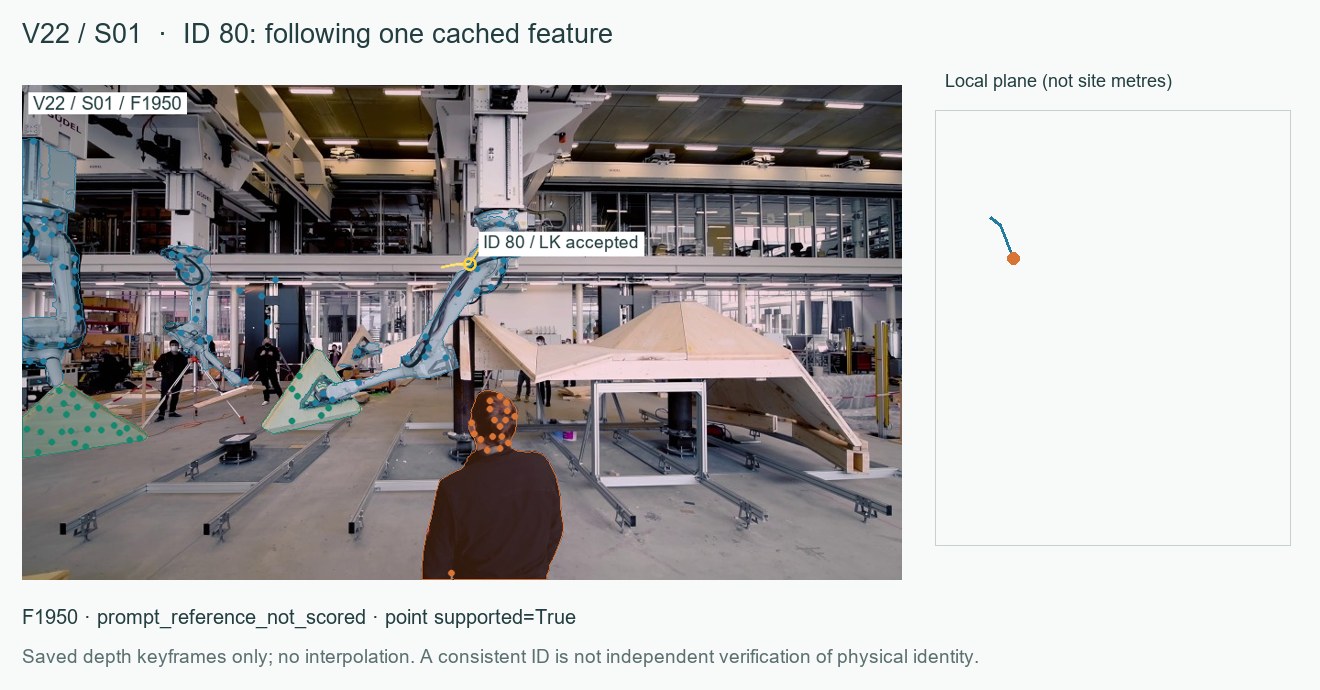 V22 / S01 · ID 80: following one cached feature
Local plane (not site metres)
V22 / S01 / F1950
GÜDEL
Z+
GÜDEL
ID 80 / LK accepted
F1950 · prompt_reference_not_scored · point supported=True
Saved depth keyframes only; no interpolation. A consistent ID is not independent verification of physical identity.